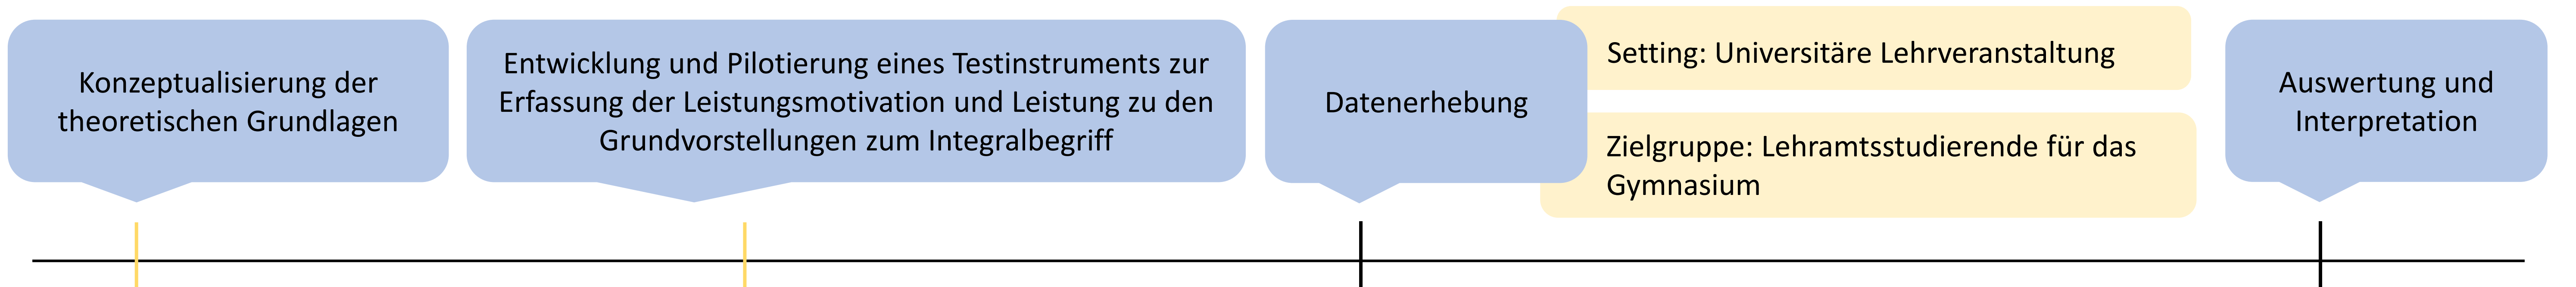 Konzeptualisierung der
theoretischen Grundlagen
Entwicklung und Pilotierung eines Testinstruments zur
Erfassung der Leistungsmotivation und Leistung zu den
Grundvorstellungen zum Integralbegriff
Datenerhebung
Setting: Universitäre Lehrveranstaltung
Zielgruppe: Lehramtsstudierende für das
Gymnasium
Auswertung und
Interpretation